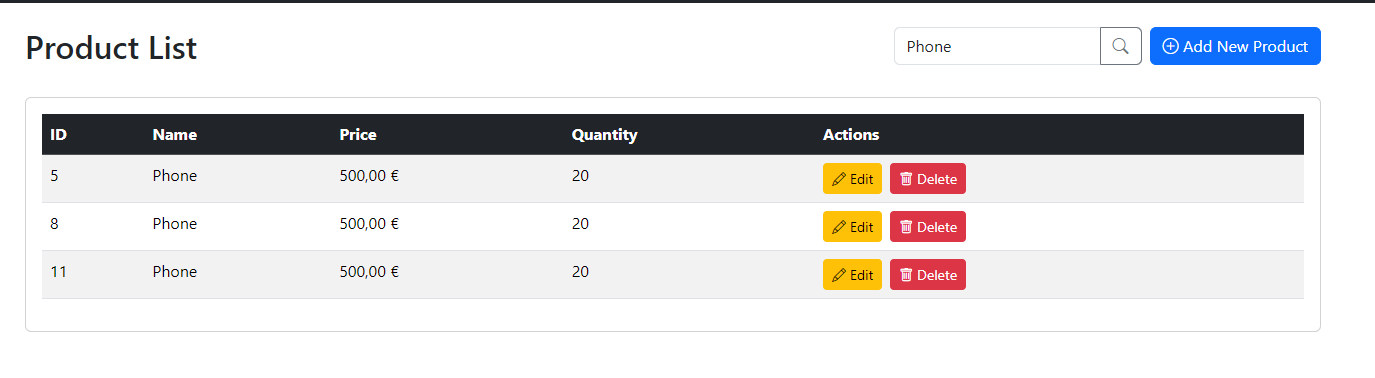 Product List
Phone
Add New Product
ID Name Price Quantity Actions
5 Phone 500,00 € 20 Edit Delete
8 Phone 500,00 € 20 Edit Delete
11 Phone 500,00 € 20 Edit Delete